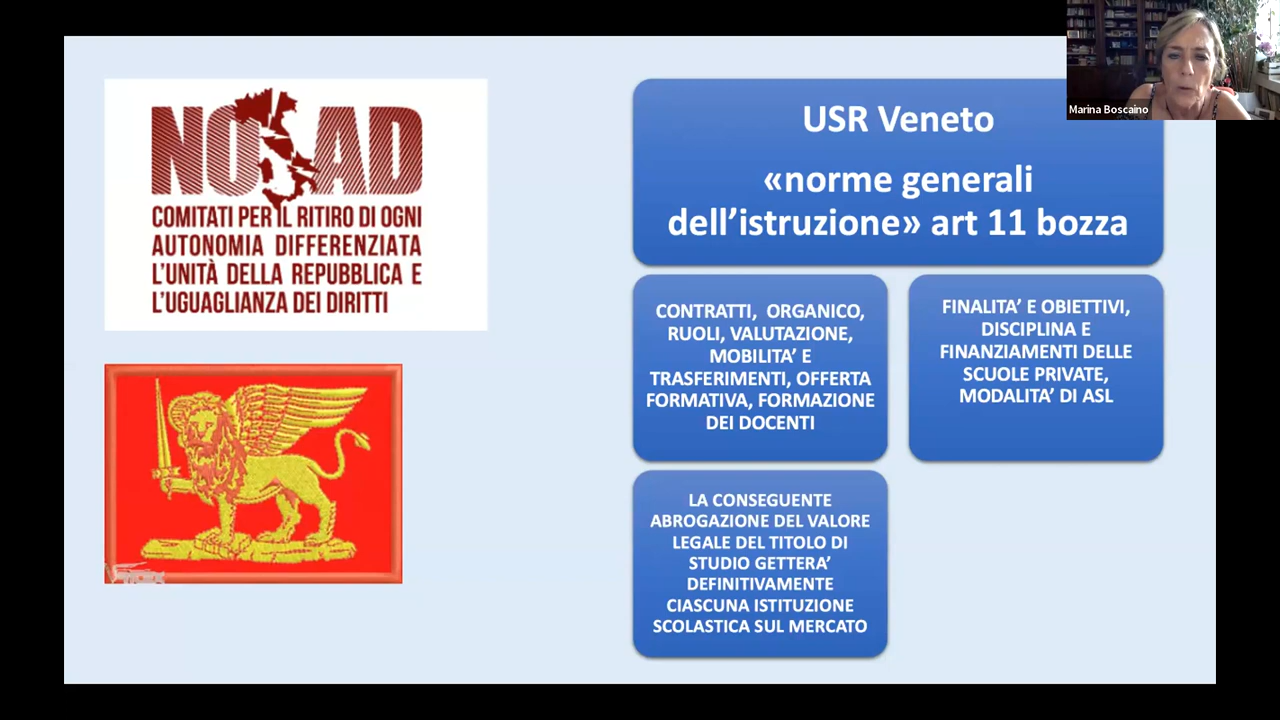 NO AD
COMITATI PER IL RITIRO DI OGNI
AUTONOMIA DIFFERENZIATA
L'UNITÀ DELLA REPUBBLICA E
L'UGUAGLIANZA DEI DIRITTI
USR Veneto
«norme generali
dell'istruzione» art 11 bozza
Marina Boscaino
CONTRATTI, ORGANICO,
RUOLI, VALUTAZIONE,
MOBILITA' E
TRASFERIMENTI, OFFERTA
FORMATIVA, FORMAZIONE
DEI DOCENTI
FINALITA' E OBIETTIVI,
DISCIPLINA E
FINANZIAMENTI DELLE
SCUOLE PRIVATE,
MODALITA' DI ASL
LA CONSEGUENTE
ABROGAZIONE DEL VALORE
LEGALE DEL TITOLO DI
STUDIO GETTERA'
DEFINITIVAMENTE
CIASCUNA ISTITUZIONE
SCOLASTICA SUL MERCATO